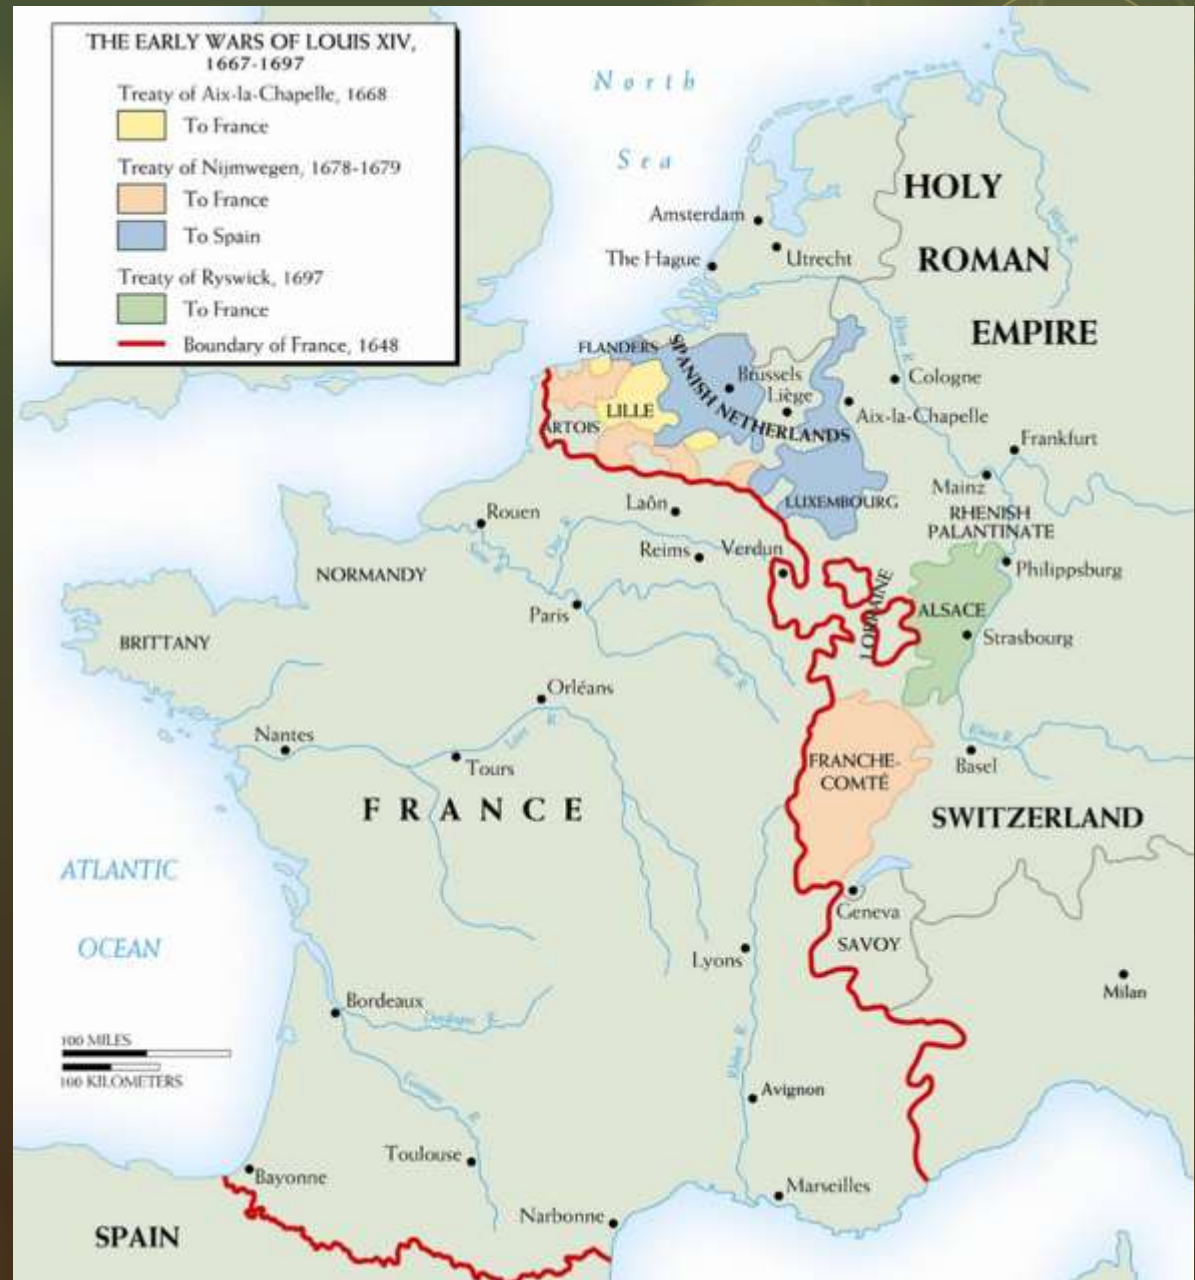 THE EARLY WARS OF LOUIS XIV,
1667-1697
Treaty of Aix-la-Chapelle, 1668
To France
Treaty of Nijmwegen, 1678-1679
To France
To Spain
Treaty of Ryswick, 1697
To France
Boundary of France, 1648
North
Sea
HOLY
ROMAN
EMPIRE
Amsterdam
The Hague
Utrecht
FLANDERS
SPANISH NETHERLANDS
Brussels
Liège
Cologne
Aix-la-Chapelle
LILLE
ARTOIS
Frankfurt
Mainz
LUXEMBOURG
RHENISH
PALANTINATE
Rhine R.
Rouen
Laôn
Reims
Verdun
Philippsburg
NORMANDY
LORRAINE
ALSACE
Strasbourg
Paris
BRITTANY
Orléans
Loire R.
Nantes
Tours
Rhine R.
Basel
FRANCHE-
COMTÉ
FRANCE
SWITZERLAND
ATLANTIC
OCEAN
Geneva
SAVOY
Lyons
Milan
Bordeaux
R.
100 MILES
100 KILOMETERS
Rhône R.
R.
Avignon
Toulouse
Bayonne
Marseilles
Narbonne
SPAIN